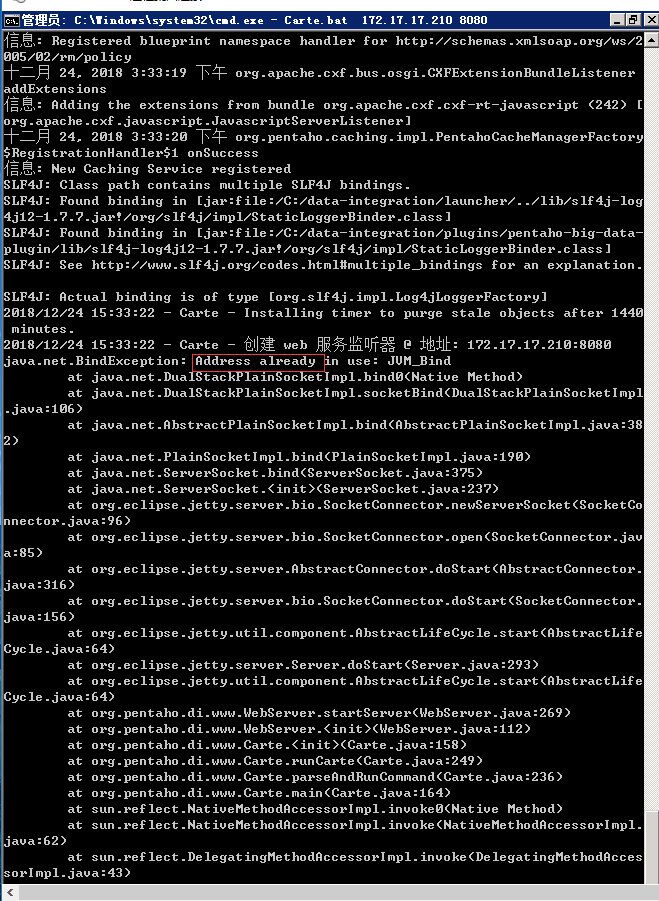 管理员: C:\Windows\system32\cmd.exe - Carte.bat  172.17.17.210 8080
信息: Registered blueprint namespace handler for http://schemas.xmlsoap.org/ws/2
005/02/rm/policy
十二月 24, 2018 3:33:19 下午 org.apache.cxf.bus.osgi.CXFExtensionBundleListener
addExtensions
信息: Adding the extensions from bundle org.apache.cxf.cxf-rt-javascript (242) [
org.apache.cxf.javascript.JavascriptServerListener]
十二月 24, 2018 3:33:20 下午 org.pentaho.caching.impl.PentahoCacheManagerFactory
$RegistrationHandler$1 onSuccess
信息: New Caching Service registered
SLF4J: Class path contains multiple SLF4J bindings.
SLF4J: Found binding in [jar:file:/C:/data-integration/launcher/../lib/slf4j-log
4j12-1.7.7.jar!/org/slf4j/impl/StaticLoggerBinder.class]
SLF4J: Found binding in [jar:file:/C:/data-integration/plugins/pentaho-big-data-
plugin/lib/slf4j-log4j12-1.7.7.jar!/org/slf4j/impl/StaticLoggerBinder.class]
SLF4J: See http://www.slf4j.org/codes.html#multiple_bindings for an explanation.
SLF4J: Actual binding is of type [org.slf4j.impl.Log4jLoggerFactory]
2018/12/24 15:33:22 - Carte - Installing timer to purge stale objects after 1440
 minutes.
2018/12/24 15:33:22 - Carte - 创建 web 服务监听器 @ 地址: 172.17.17.210:8080
java.net.BindException: Address already in use: JVM_Bind
        at java.net.DualStackPlainSocketImpl.bind0(Native Method)
        at java.net.DualStackPlainSocketImpl.socketBind(DualStackPlainSocketImpl
.java:106)
        at java.net.AbstractPlainSocketImpl.bind(AbstractPlainSocketImpl.java:38
2)
        at java.net.PlainSocketImpl.bind(PlainSocketImpl.java:190)
        at java.net.ServerSocket.bind(ServerSocket.java:375)
        at java.net.ServerSocket.<init>(ServerSocket.java:237)
        at org.eclipse.jetty.server.bio.SocketConnector.newServerSocket(SocketCo
nnector.java:96)
        at org.eclipse.jetty.server.bio.SocketConnector.open(SocketConnector.jav
a:85)
        at org.eclipse.jetty.server.AbstractConnector.doStart(AbstractConnector.
java:316)
        at org.eclipse.jetty.server.bio.SocketConnector.doStart(SocketConnector.
java:156)
        at org.eclipse.jetty.util.component.AbstractLifeCycle.start(AbstractLife
Cycle.java:64)
        at org.eclipse.jetty.server.Server.doStart(Server.java:293)
        at org.eclipse.jetty.util.component.AbstractLifeCycle.start(AbstractLife
Cycle.java:64)
        at org.pentaho.di.www.WebServer.startServer(WebServer.java:269)
        at org.pentaho.di.www.WebServer.<init>(WebServer.java:112)
        at org.pentaho.di.www.Carte.<init>(Carte.java:158)
        at org.pentaho.di.www.Carte.runCarte(Carte.java:249)
        at org.pentaho.di.www.Carte.parseAndRunCommand(Carte.java:236)
        at org.pentaho.di.www.Carte.main(Carte.java:164)
        at sun.reflect.NativeMethodAccessorImpl.invoke0(Native Method)
        at sun.reflect.NativeMethodAccessorImpl.invoke(NativeMethodAccessorImpl.
java:62)
        at sun.reflect.DelegatingMethodAccessorImpl.invoke(DelegatingMethodAcces
sorImpl.java:43)